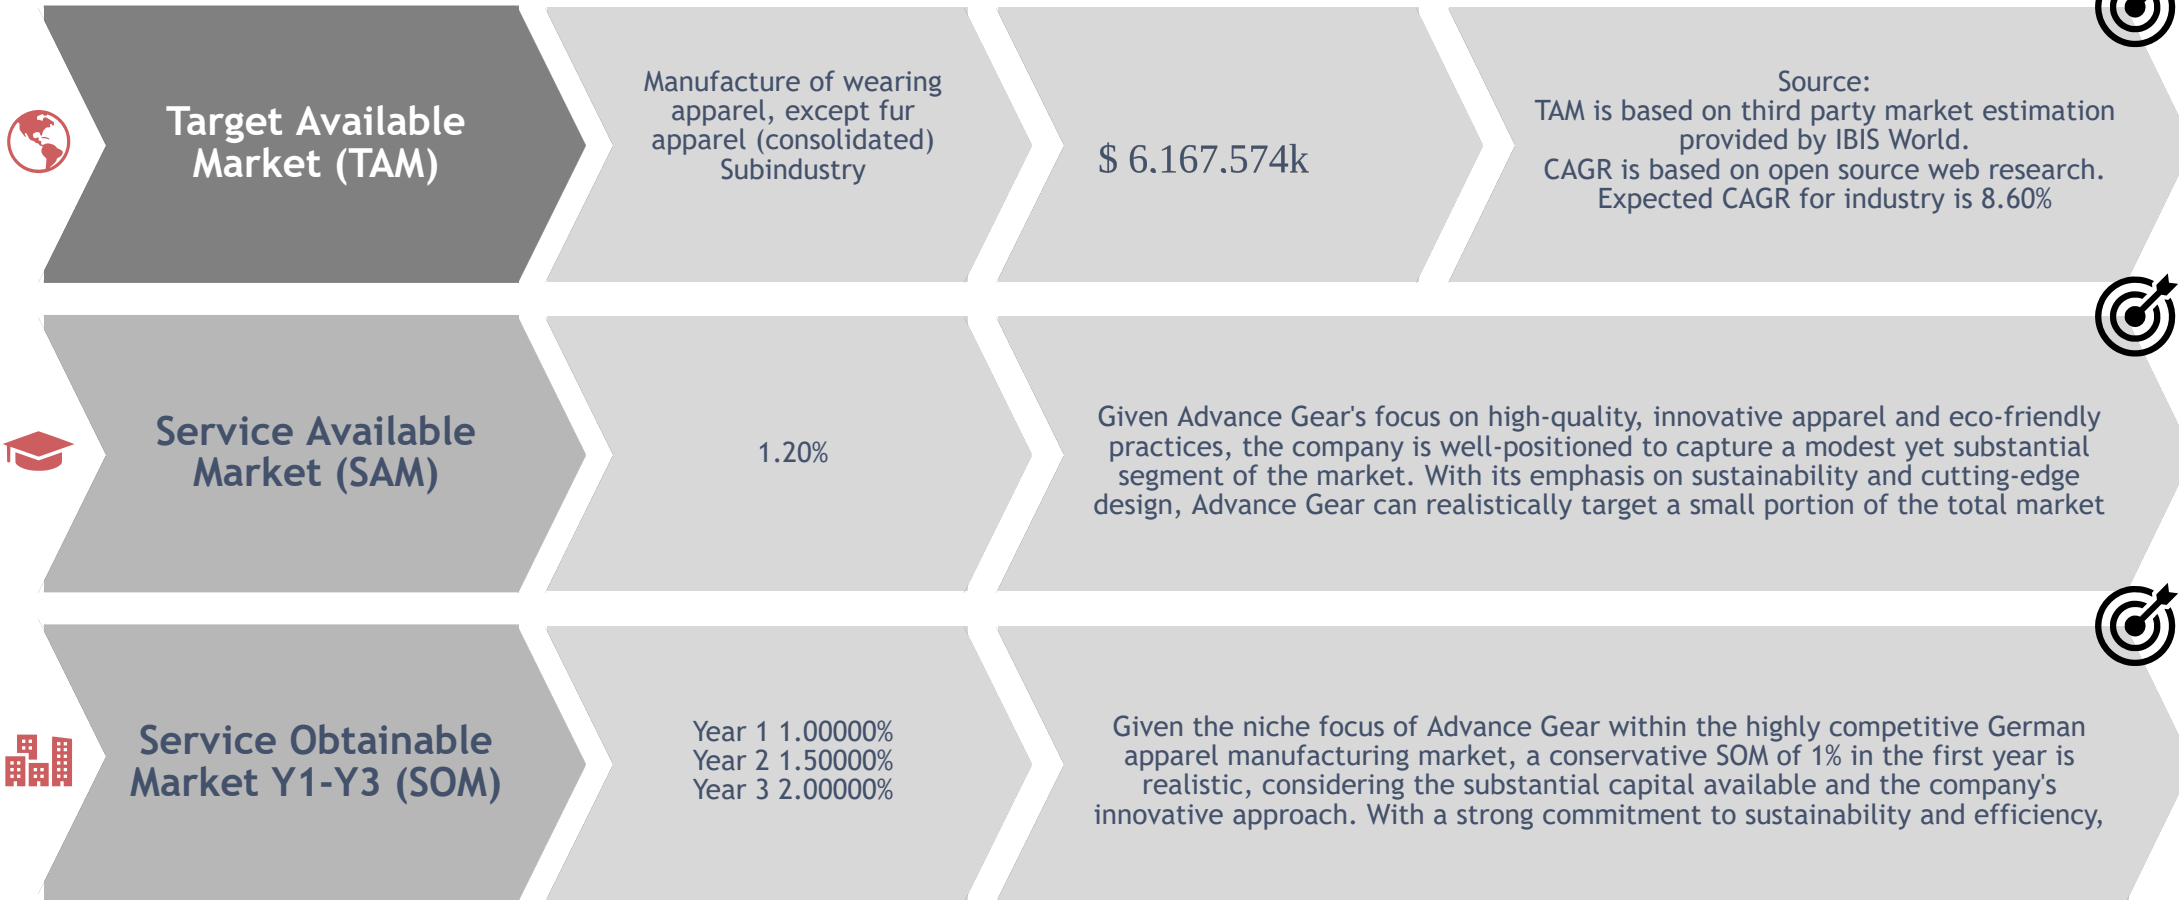 Target Available
Market (TAM)
Manufacture of wearing
apparel, except fur
apparel (consolidated)
Subindustry
$ 6.167.574k
Source:
TAM is based on third party market estimation
provided by IBIS World.
CAGR is based on open source web research.
Expected CAGR for industry is 8.60%
Service Available
Market (SAM)
1.20%
Given Advance Gear's focus on high-quality, innovative apparel and eco-friendly
practices, the company is well-positioned to capture a modest yet substantial
segment of the market. With its emphasis on sustainability and cutting-edge
design, Advance Gear can realistically target a small portion of the total market
Service Obtainable
Market Y1-Y3 (SOM)
Year 1 1.00000%
Year 2 1.50000%
Year 3 2.00000%
Given the niche focus of Advance Gear within the highly competitive German
apparel manufacturing market, a conservative SOM of 1% in the first year is
realistic, considering the substantial capital available and the company's
innovative approach. With a strong commitment to sustainability and efficiency,